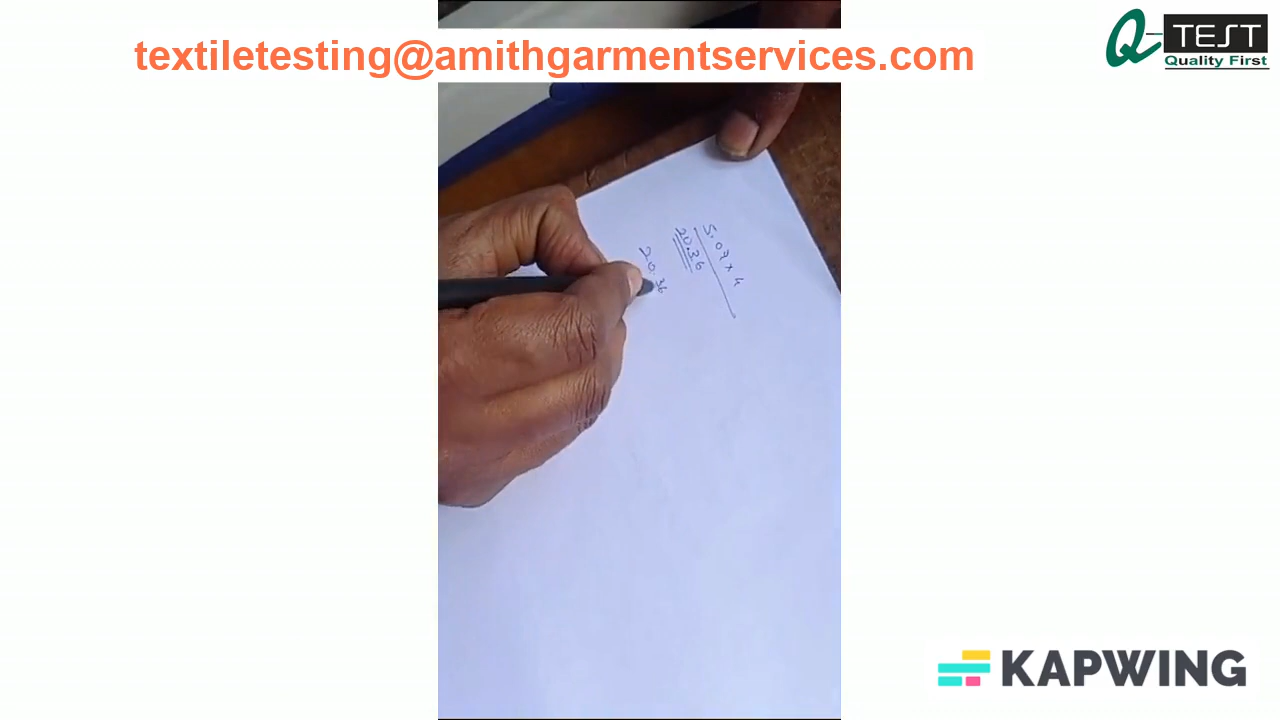 textiletesting@amithgarmentservices.com
Q-TEST
Quality First
5.09 x 4
20.36
20.36
KAPWING